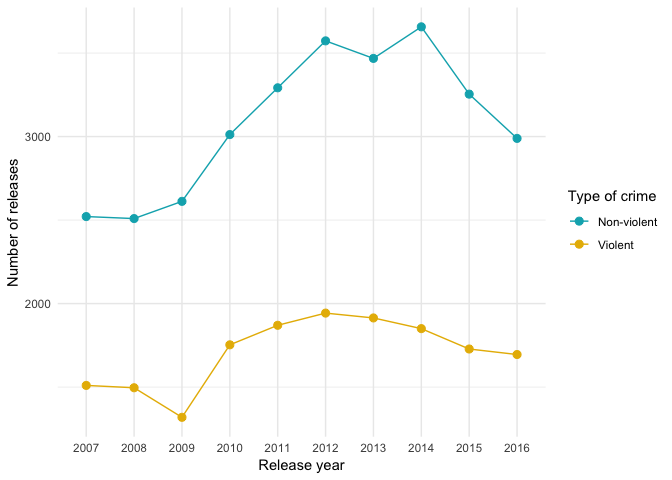 3000
2000
Number of releases
2007 2008 2009 2010 2011 2012 2013 2014 2015 2016
Release year
Type of crime
Non-violent
Violent